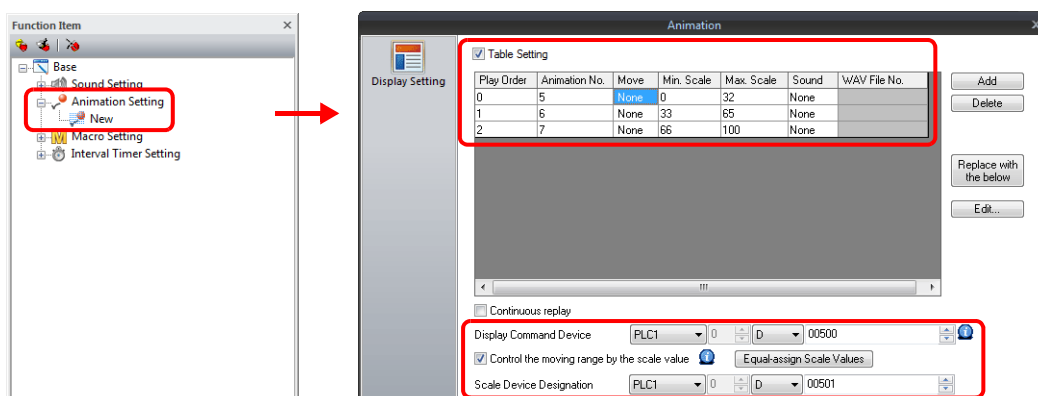 Function Item
Base
Sound Setting
Animation Setting
New
Macro Setting
Interval Timer Setting
Animation
Display Setting
Table Setting
Play Order Animation No. Move Min. Scale Max. Scale Sound WAV File No.
0 5 None 0 32 None
1 6 None 33 65 None
2 7 None 66 100 None
Add
Delete
Replace with
the below
Edit...
Continuous replay
Display Command Device PLC1 0 D 00500
Control the moving range by the scale value Equal-assign Scale Values
Scale Device Designation PLC1 0 D 00501